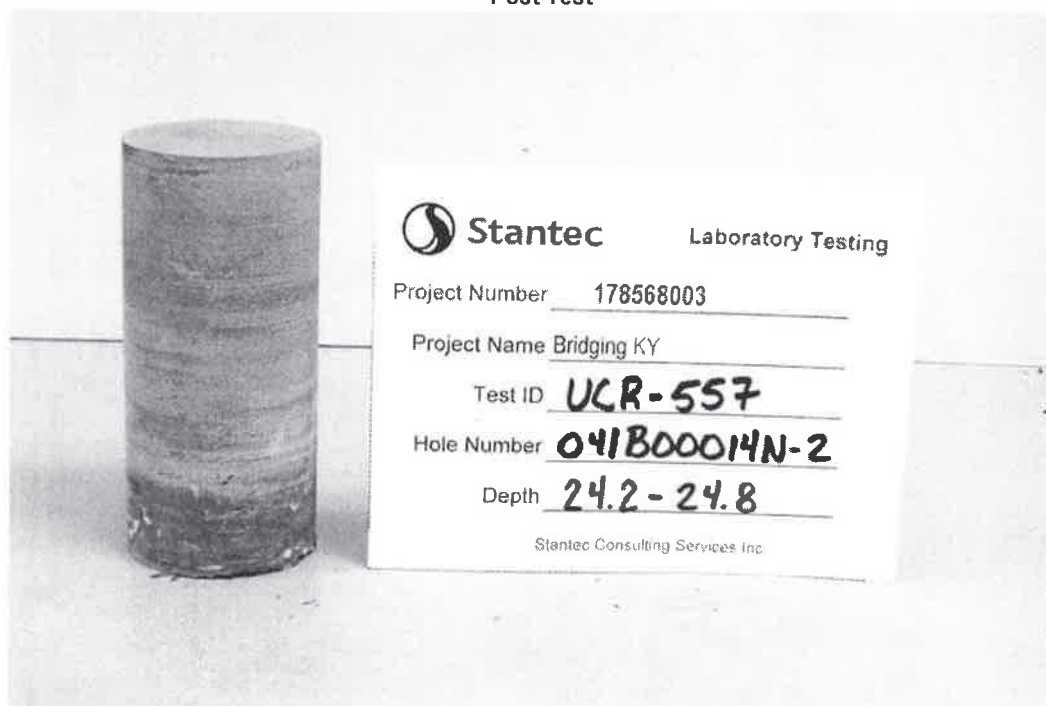 Post Test
Stantec Laboratory Testing
Project Number 178568003
Project Name Bridging KY
Test ID UCR-557
Hole Number 041B00014N-2
Depth 24.2-24.8
Stantec Consulting Services Inc